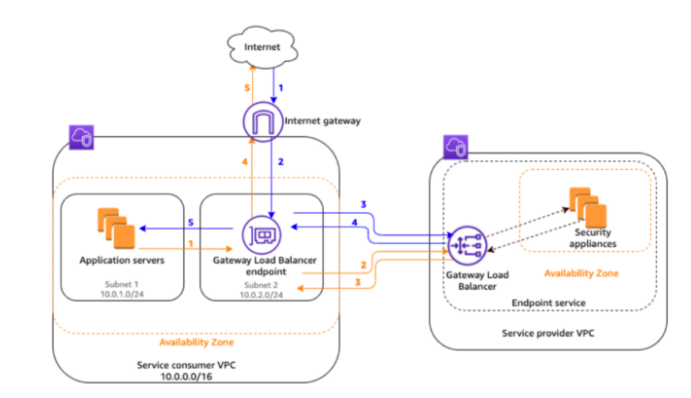 Internet
5
1
Internet gateway
4
2
3
4
5
1
2
3
Application servers
Subnet 1
10.0.1.0/24
Gateway Load Balancer
endpoint
Subnet 2
10.0.2.0/24
Availability Zone
Service consumer VPC
10.0.0.0/16
Security
appliances
Availability Zone
Gateway Load
Balancer
Endpoint service
Service provider VPC